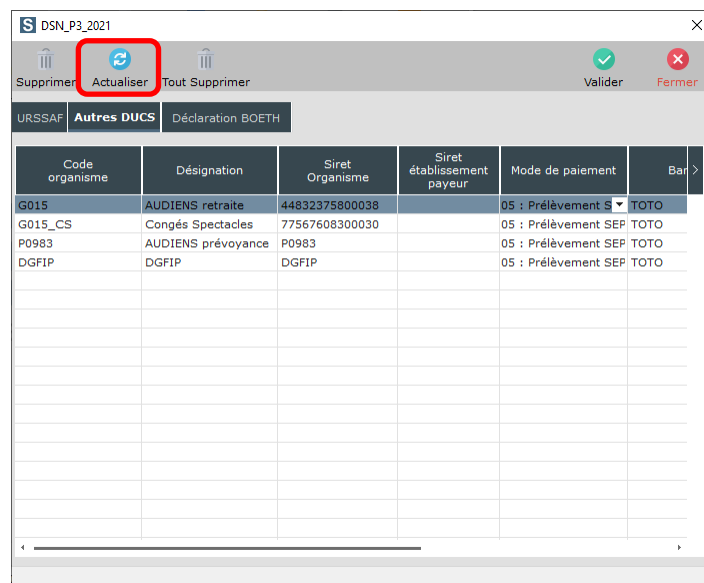 S DSN_P3_2021
Supprimer Actualiser Tout Supprimer Valider Fermer
URSSAF Autres DUCS Déclaration BOETH
Code organisme Désignation Siret Organisme Siret établissement payeur Mode de paiement Bar
G015 AUDIENS retraite 44832375800038 05 : Prélèvement S TOTO
G015_CS Congés Spectacles 77567608300030 05 : Prélèvement SEP TOTO
P0983 AUDIENS prévoyance P0983 05 : Prélèvement SEP TOTO
DGFIP DGFIP DGFIP 05 : Prélèvement SEP TOTO